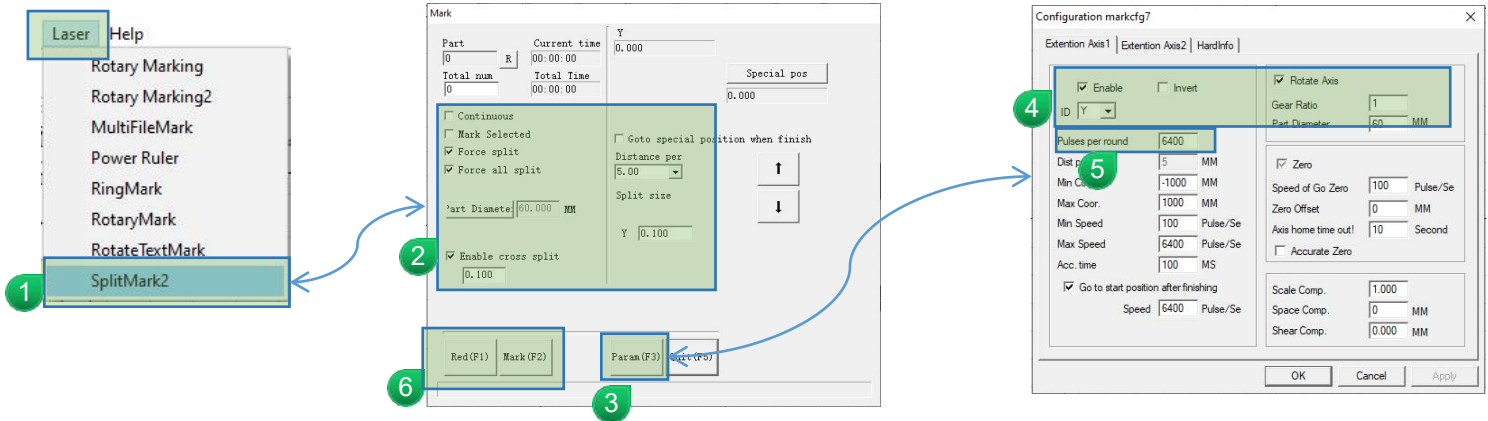 Laser Help
Rotary Marking
Rotary Marking2
MultiFileMark
Power Ruler
RingMark
RotaryMark
RotateTextMark
SplitMark2
1
Mark
Part Current time
0 R 00:00:00
Total num Total Time
0 00:00:00
Y
0.000
Special pos
0.000
Continuous
Mark Selected
Force split
Force all split
Part Diamete 60.000 MM
Enable cross split
0.100
Goto special position when finish
Distance per
5.00
Split size
Y 0.100
2
Red(F1) Mark(F2) Param(F3)
6
3
Configuration markcfg7
Extention Axis1 Extention Axis2 HardInfo
Enable Invert
ID Y
4
Pulses per round 6400
5
Dist 5 MM
Min -1000 MM
Max Coor. 1000 MM
Min Speed 100 Pulse/Se
Max Speed 6400 Pulse/Se
Acc. time 100 MS
Go to start position after finishing
Speed 6400 Pulse/Se
Rotate Axis
Gear Ratio 1
Part Diameter 60 MM
Zero
Speed of Go Zero 100 Pulse/Se
Zero Offset 0 MM
Axis home time out! 10 Second
Accurate Zero
Scale Comp. 1.000
Space Comp. 0 MM
Shear Comp. 0.000 MM
OK Cancel Apply